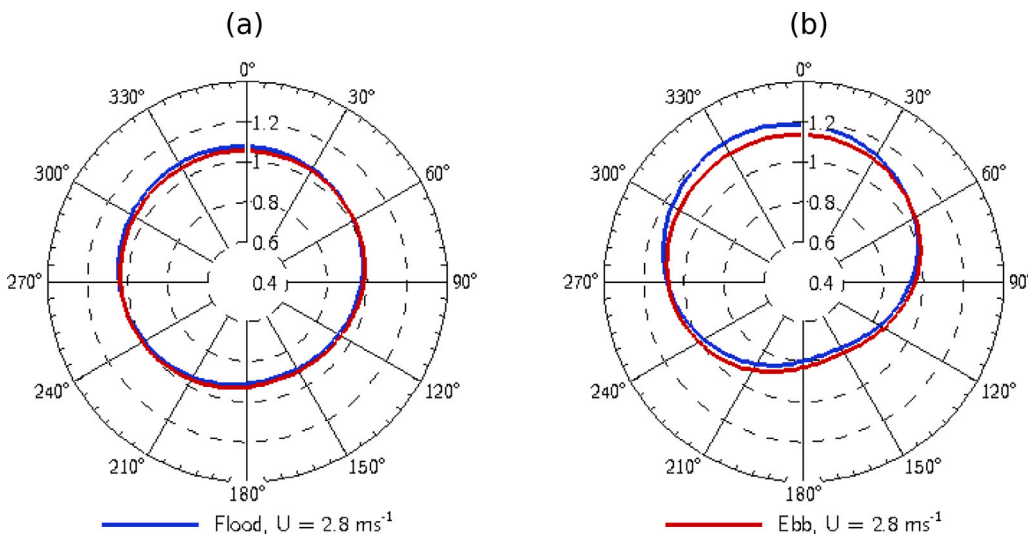 (a) (b)
0° 0°
330° 30° 330° 30°
1.2 1.2
300° 1 60° 300° 1 60°
0.8 0.8
0.6 0.6
270° 0.4 90° 270° 0.4 90°
240° 120° 240° 120°
210° 150° 210° 150°
180° 180°
Flood, U = 2.8 ms⁻¹ Ebb, U = 2.8 ms⁻¹